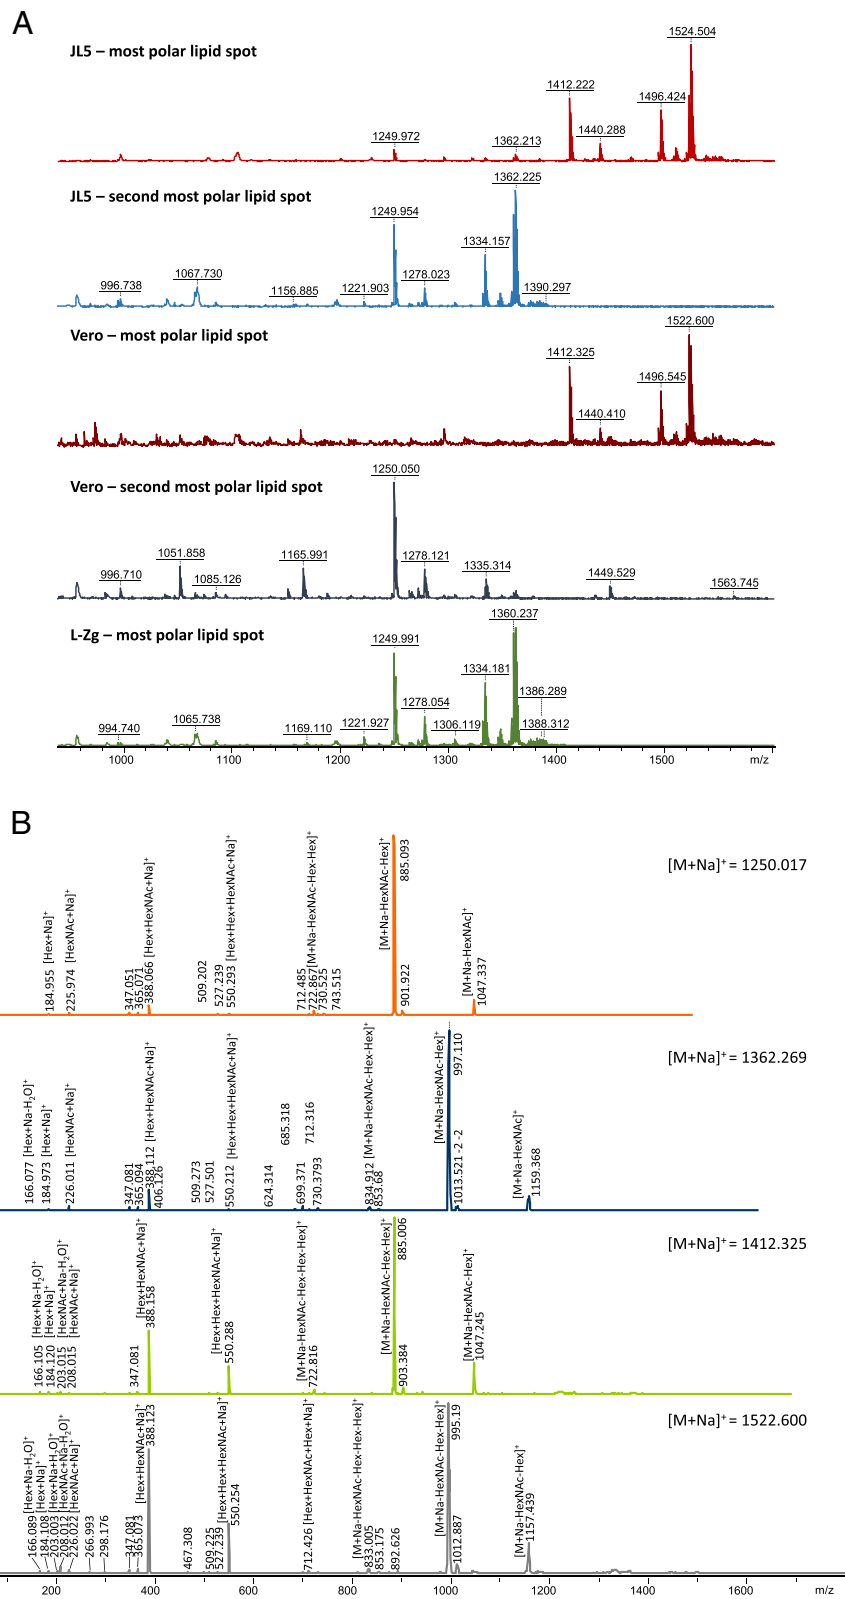 A
JL5 – most polar lipid spot
1249.972
1362.213
1412.222
1440.288
1496.424
1524.504
JL5 – second most polar lipid spot
996.738
1067.730
1156.885
1221.903
1249.954
1278.023
1334.157
1362.225
1390.297
Vero – most polar lipid spot
1412.325
1440.410
1496.545
1522.600
Vero – second most polar lipid spot
996.710
1051.858
1085.126
1165.991
1250.050
1278.121
1335.314
1449.529
1563.745
L-Zg – most polar lipid spot
994.740
1065.738
1169.110
1221.927
1249.991
1278.054
1306.119
1334.181
1360.237
1386.289
1388.312
1000 1100 1200 1300 1400 1500 m/z
B
[M+Na]+ = 1250.017
184.955 [Hex+Na]+
225.974 [HexNAc+Na]+
347.051
365.071
388.066 [Hex+HexNAc+Na]+
509.202
527.239
550.293 [Hex+Hex+HexNAc+Na]+
712.485
722.867 [M+Na-HexNAc-Hex-Hex]+
730.525
743.515
885.093
[M+Na-HexNAc-Hex]+
901.922
1047.337
[M+Na-HexNAc]+
[M+Na]+ = 1362.269
166.077 [Hex+Na-H2O]+
184.973 [Hex+Na]+
226.011 [HexNAc+Na]+
347.081
365.094
388.112 [Hex+HexNAc+Na]+
406.126
509.273
527.501
550.212 [Hex+Hex+HexNAc+Na]+
624.314
685.318
699.371
712.316
730.3793
834.912 [M+Na-HexNAc-Hex-Hex]+
853.68
997.110
[M+Na-HexNAc-Hex]+
1013.521 -2 -2
1159.368
[M+Na-HexNAc]+
[M+Na]+ = 1412.325
166.105 [Hex+Na-H2O]+
184.120 [Hex+Na]+
203.015 [HexNAc+Na-H2O]+
208.015 [HexNAc+Na]+
347.081
388.158
[Hex+HexNAc+Na]+
550.288
[Hex+Hex+HexNAc+Na]+
722.816
[M+Na-HexNAc-Hex-Hex-Hex]+
885.006
[M+Na-HexNAc-Hex-Hex]+
903.384
1047.245
[M+Na-HexNAc-Hex]+
[M+Na]+ = 1522.600
166.089 [Hex+Na-H2O]+
184.108 [Hex+Na]+
203.003 [Hex+Na+H2O]+
208.012 [HexNAc+Na-H2O]+
226.022 [HexNAc+Na]+
266.993
298.176
347.081
365.073
388.123
[Hex+HexNAc+Na]+
467.308
509.225
527.239
550.254
[Hex+Hex+HexNAc+Na]+
712.426 [Hex+HexNAc+Hex+Na]+
833.005
[M+Na-HexNAc-Hex-Hex-Hex]+
853.175
892.626
995.19
[M+Na-HexNAc-Hex-Hex]+
1012.887
1157.439
[M+Na-HexNAc-Hex]+
200 400 600 800 1000 1200 1400 1600 m/z